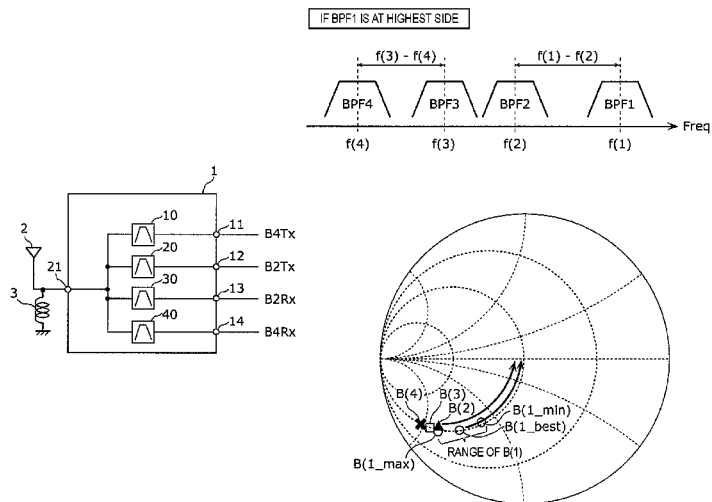 IF BPF1 IS AT HIGHEST SIDE
f(3) - f(4)
f(1) - f(2)
BPF4
BPF3
BPF2
BPF1
Freq
f(4)
f(3)
f(2)
f(1)
1
10
11
B4Tx
2
20
12
B2Tx
21
30
13
B2Rx
3
40
14
B4Rx
B(4)
B(3)
B(2)
B(1_min)
B(1_best)
B(1_max)
RANGE OF B(1)